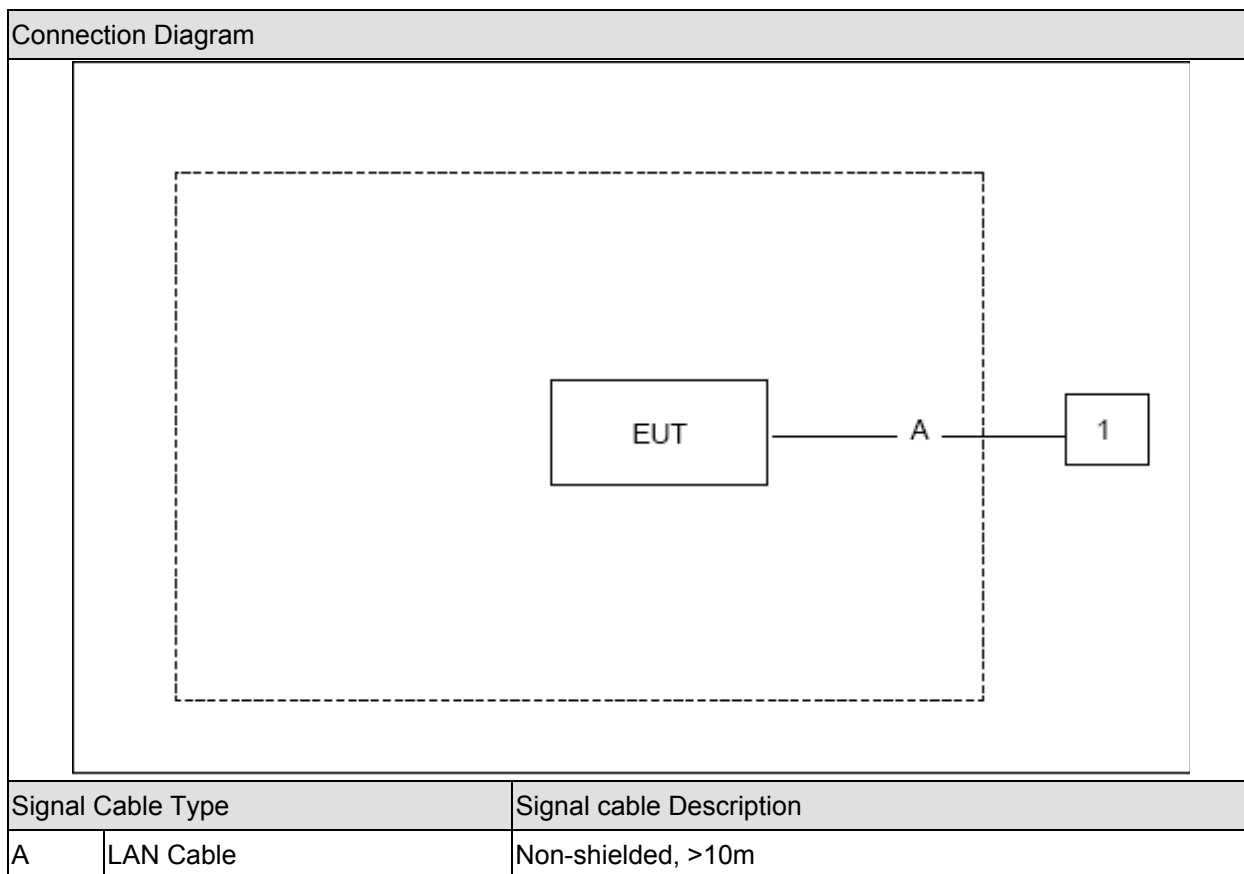 Connection Diagram
EUT
A
1
Signal Cable Type Signal cable Description
A LAN Cable Non-shielded, >10m